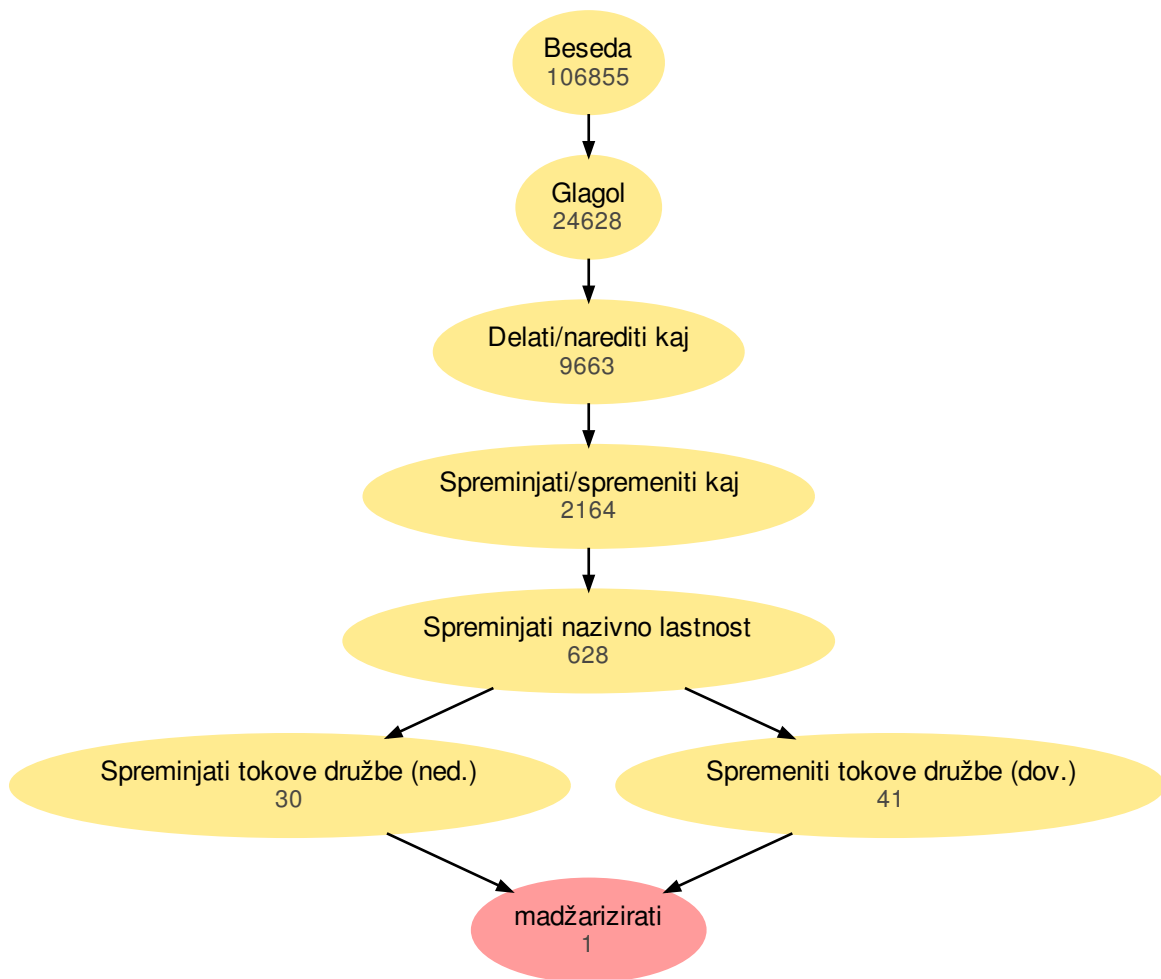 Beseda
106855
Glagol
24628
Delati/narediti kaj
9663
Spreminjati/spremeniti kaj
2164
Spreminjati nazivno lastnost
628
Spreminjati tokove družbe (ned.)
30
Spremeniti tokove družbe (dov.)
41
madžarizirati
1